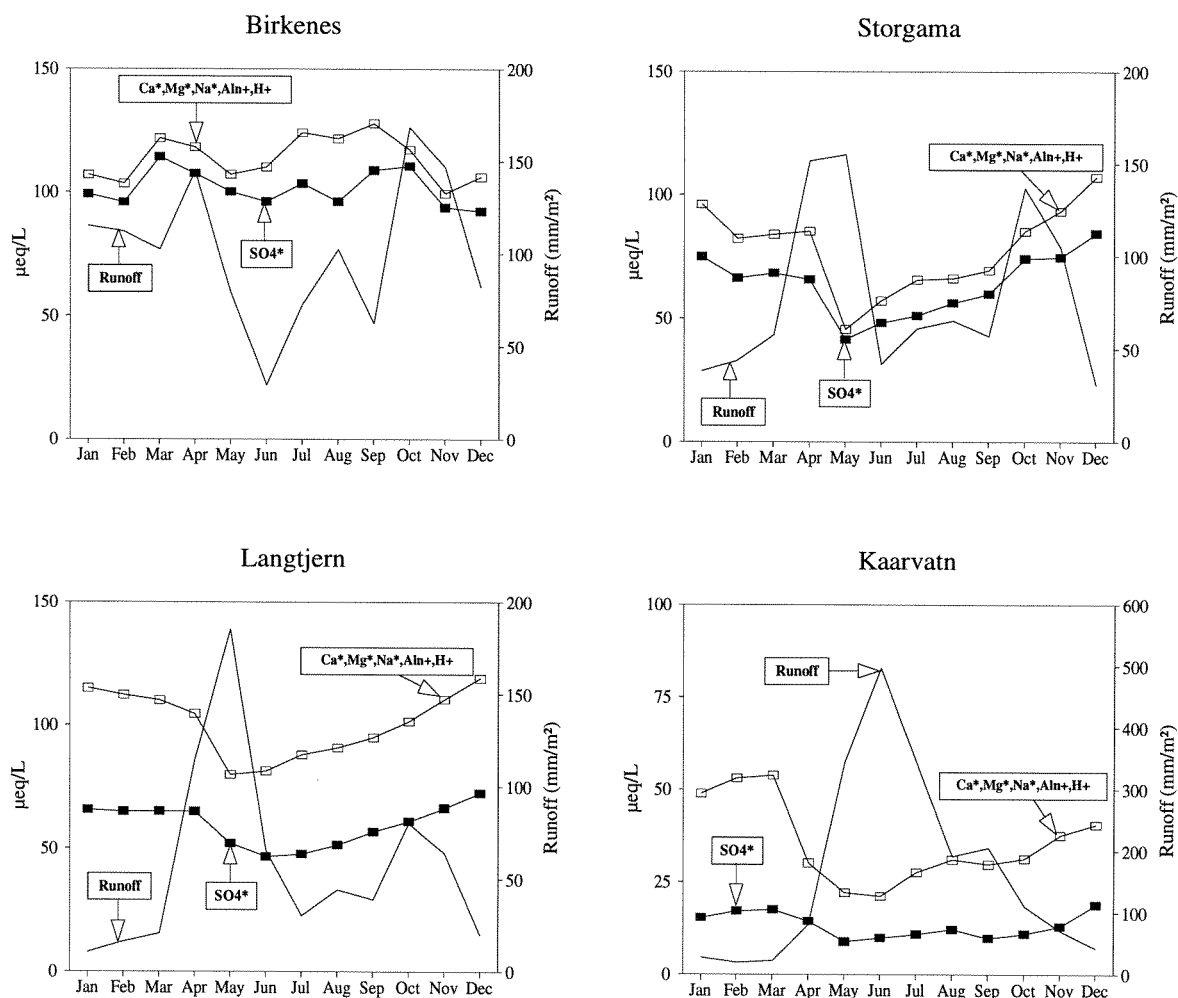 Birkenes
150
100
50
0
µeq/L
200
150
100
50
0
Runoff (mm/m²)
Ca*,Mg*,Na*,Aln+,H+
Runoff
SO4*
Jan Feb Mar Apr May Jun Jul Aug Sep Oct Nov Dec
Storgama
150
100
50
0
µeq/L
200
150
100
50
0
Runoff (mm/m²)
Ca*,Mg*,Na*,Aln+,H+
Runoff
SO4*
Jan Feb Mar Apr May Jun Jul Aug Sep Oct Nov Dec
Langtjern
150
100
50
0
µeq/L
200
150
100
50
0
Runoff (mm/m²)
Ca*,Mg*,Na*,Aln+,H+
Runoff
SO4*
Jan Feb Mar Apr May Jun Jul Aug Sep Oct Nov Dec
Kaarvatn
100
75
50
25
0
µeq/L
600
500
400
300
200
100
0
Runoff (mm/m²)
Runoff
Ca*,Mg*,Na*,Aln+,H+
SO4*
Jan Feb Mar Apr May Jun Jul Aug Sep Oct Nov Dec